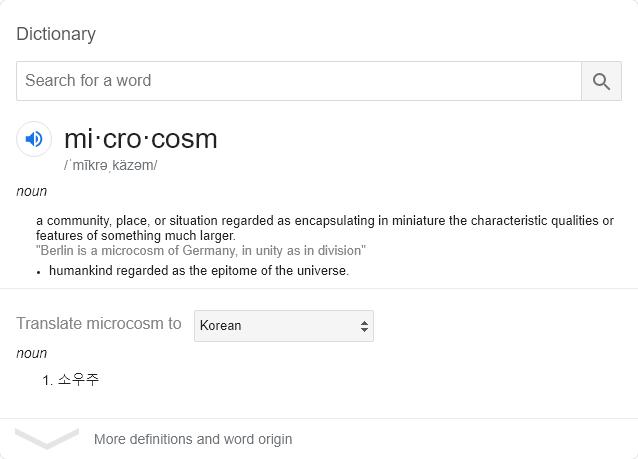 Dictionary
Search for a word
mi·cro·cosm
/ˈmīkrəˌkäzəm/
noun
a community, place, or situation regarded as encapsulating in miniature the characteristic qualities or
features of something much larger.
"Berlin is a microcosm of Germany, in unity as in division"
• humankind regarded as the epitome of the universe.
Translate microcosm to Korean
noun
1. 소우주
More definitions and word origin